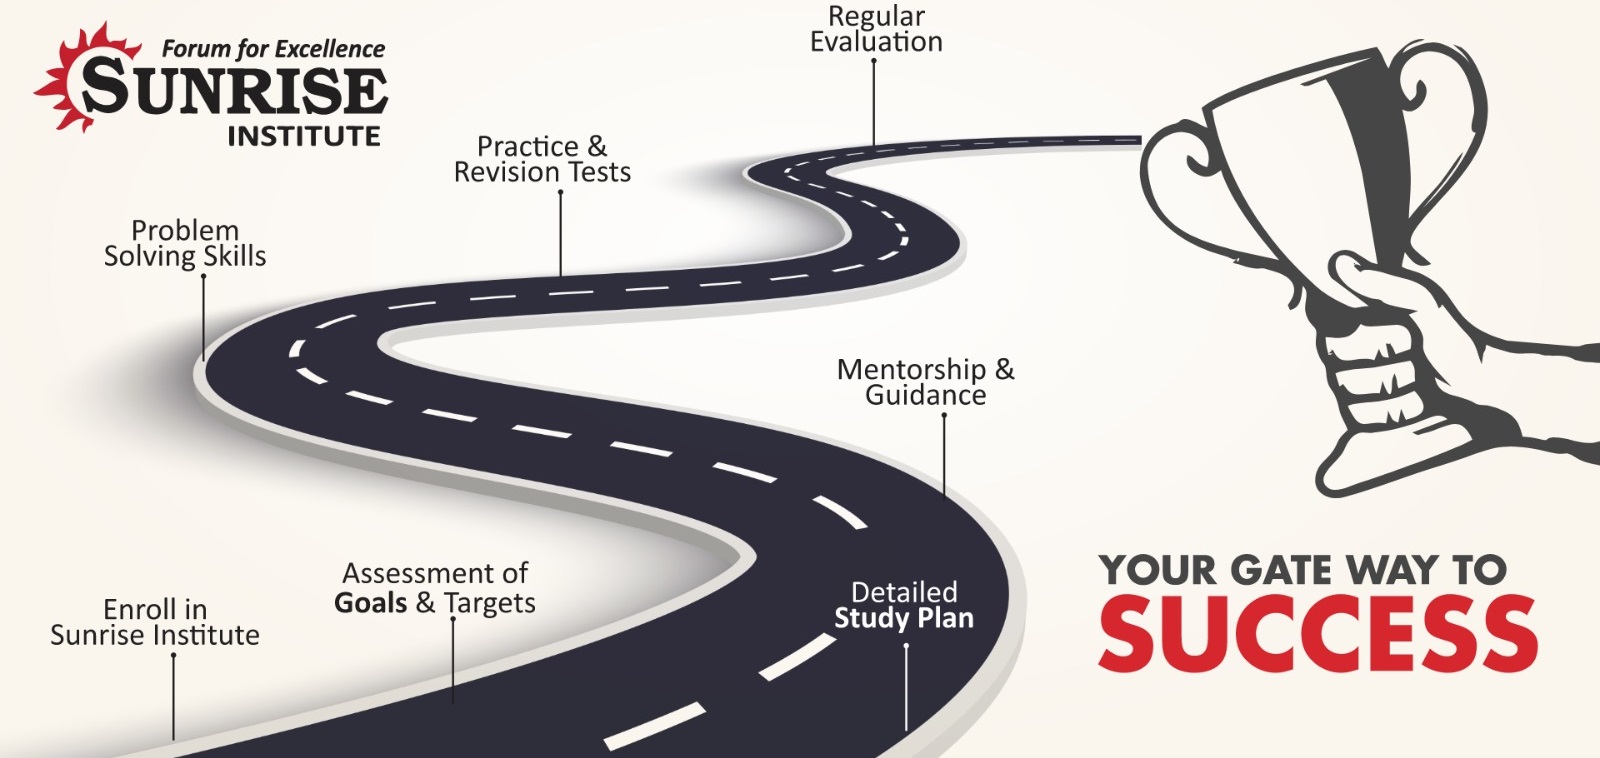 Forum for Excellence
SUNRISE
INSTITUTE
Regular
Evaluation
Practice &
Revision Tests
Problem
Solving Skills
Mentorship &
Guidance
Assessment of
Goals & Targets
Detailed
Study Plan
Enroll in
Sunrise Institute
YOUR GATE WAY TO
SUCCESS